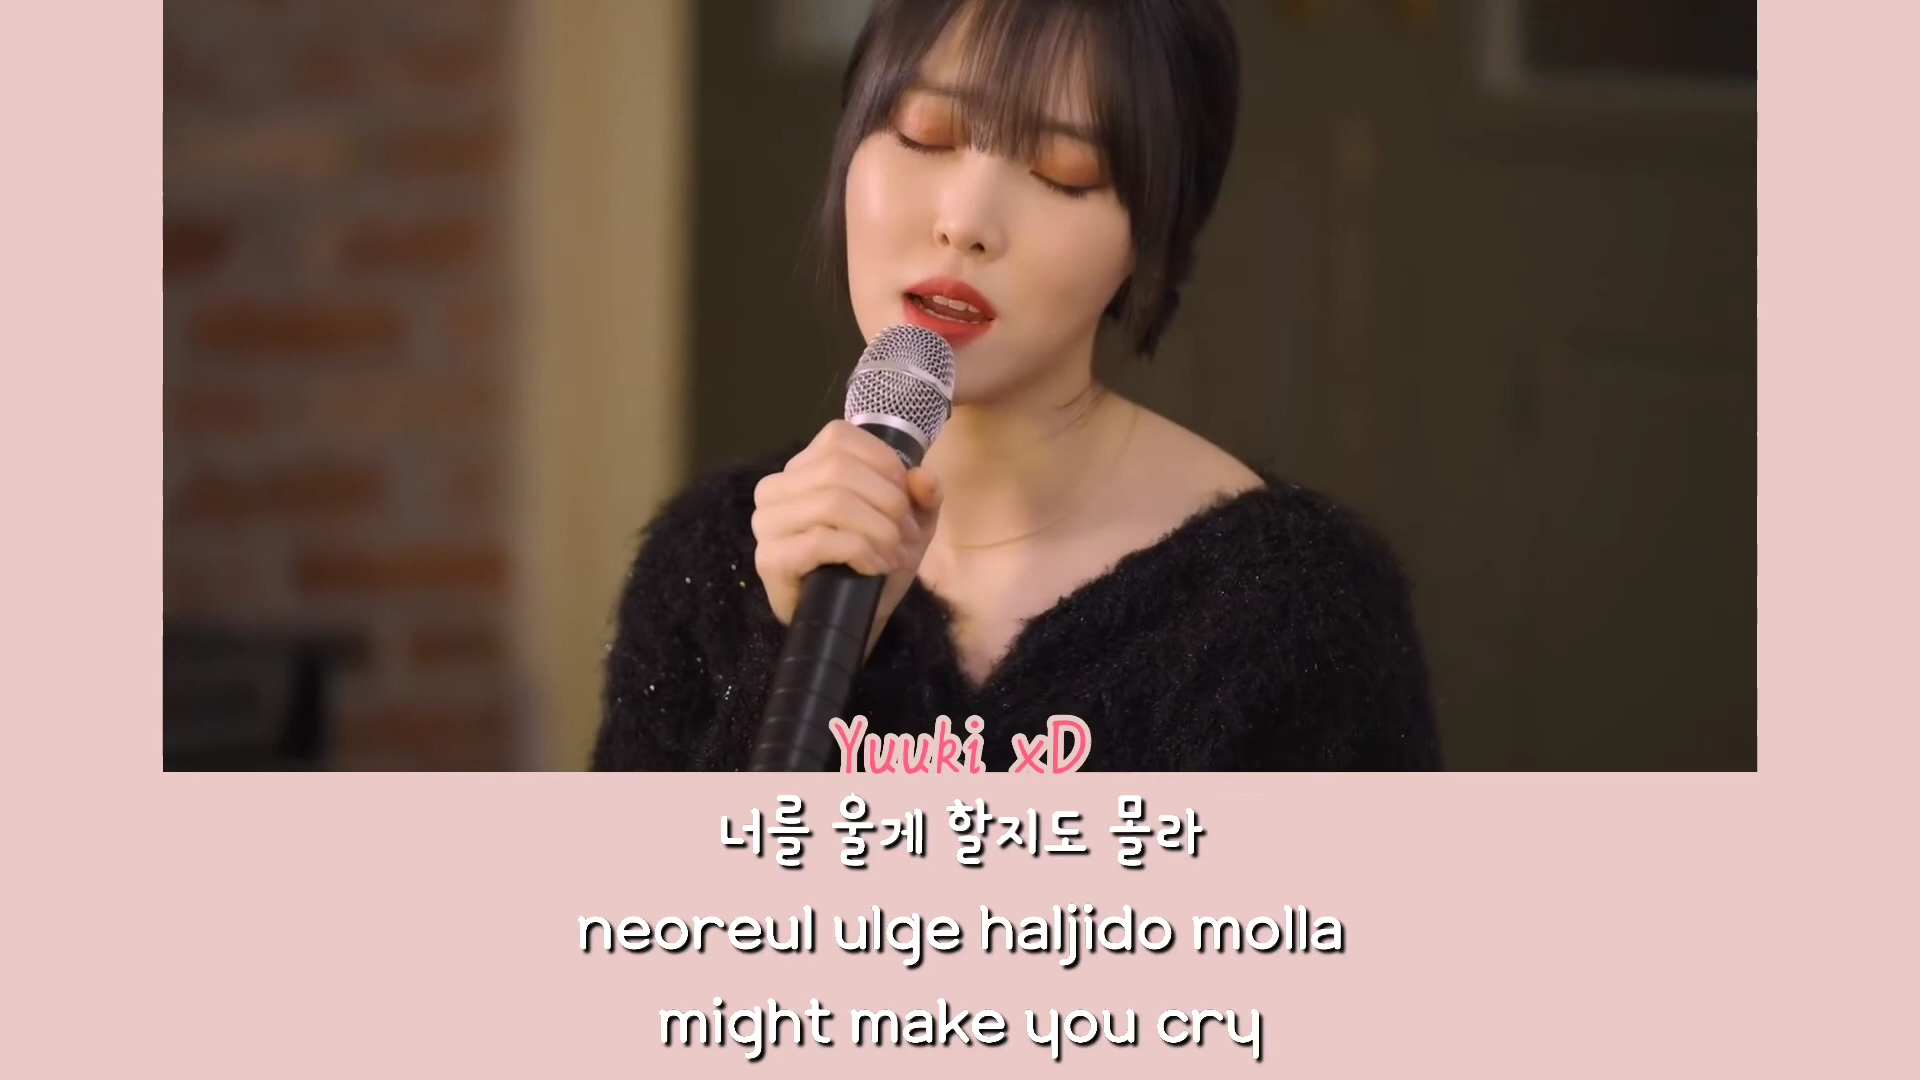 Yuuki xD
너를 울게 할지도 몰라
neoreul ulge haljido molla
might make you cry